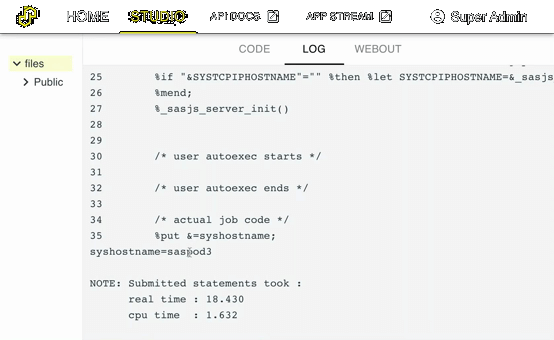 HOME STUDIO API DOCS APP STREAM Super Admin
CODE LOG WEBOUT
files
Public
25 %if "&SYSTCPIPHOSTNAME"="" %then %let SYSTCPIPHOSTNAME=&_sasjs
26 %mend;
27 %_sasjs_server_init()
28
29
30 /* user autoexec starts */
31
32 /* user autoexec ends */
33
34 /* actual job code */
35 %put &=syshostname;
syshostname=saspod3
NOTE: Submitted statements took :
real time : 18.430
cpu time : 1.632